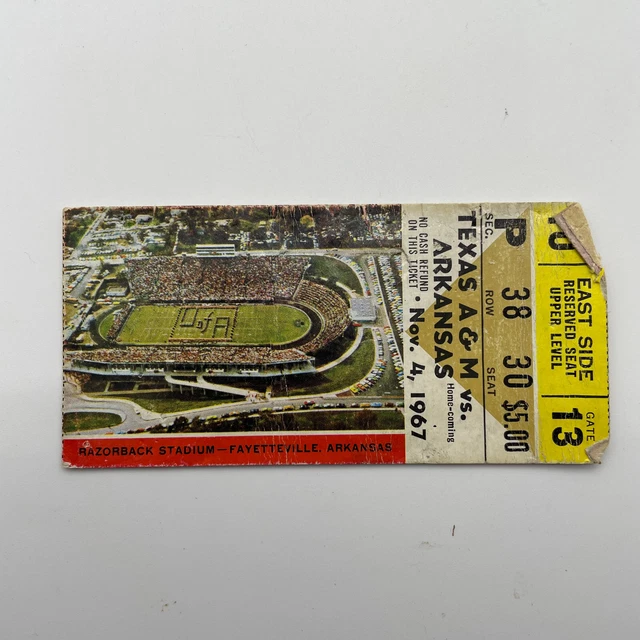 RAZORBACK STADIUM—FAYETTEVILLE, ARKANSAS
NO CASH REFUND
ON THIS TICKET
TEXAS A & M vs.
ARKANSAS
Home-coming
• Nov. 4, 1967
SEC. ROW SEAT
P 38 30 $5.00
EAST SIDE
RESERVED SEAT
UPPER LEVEL
GATE
13